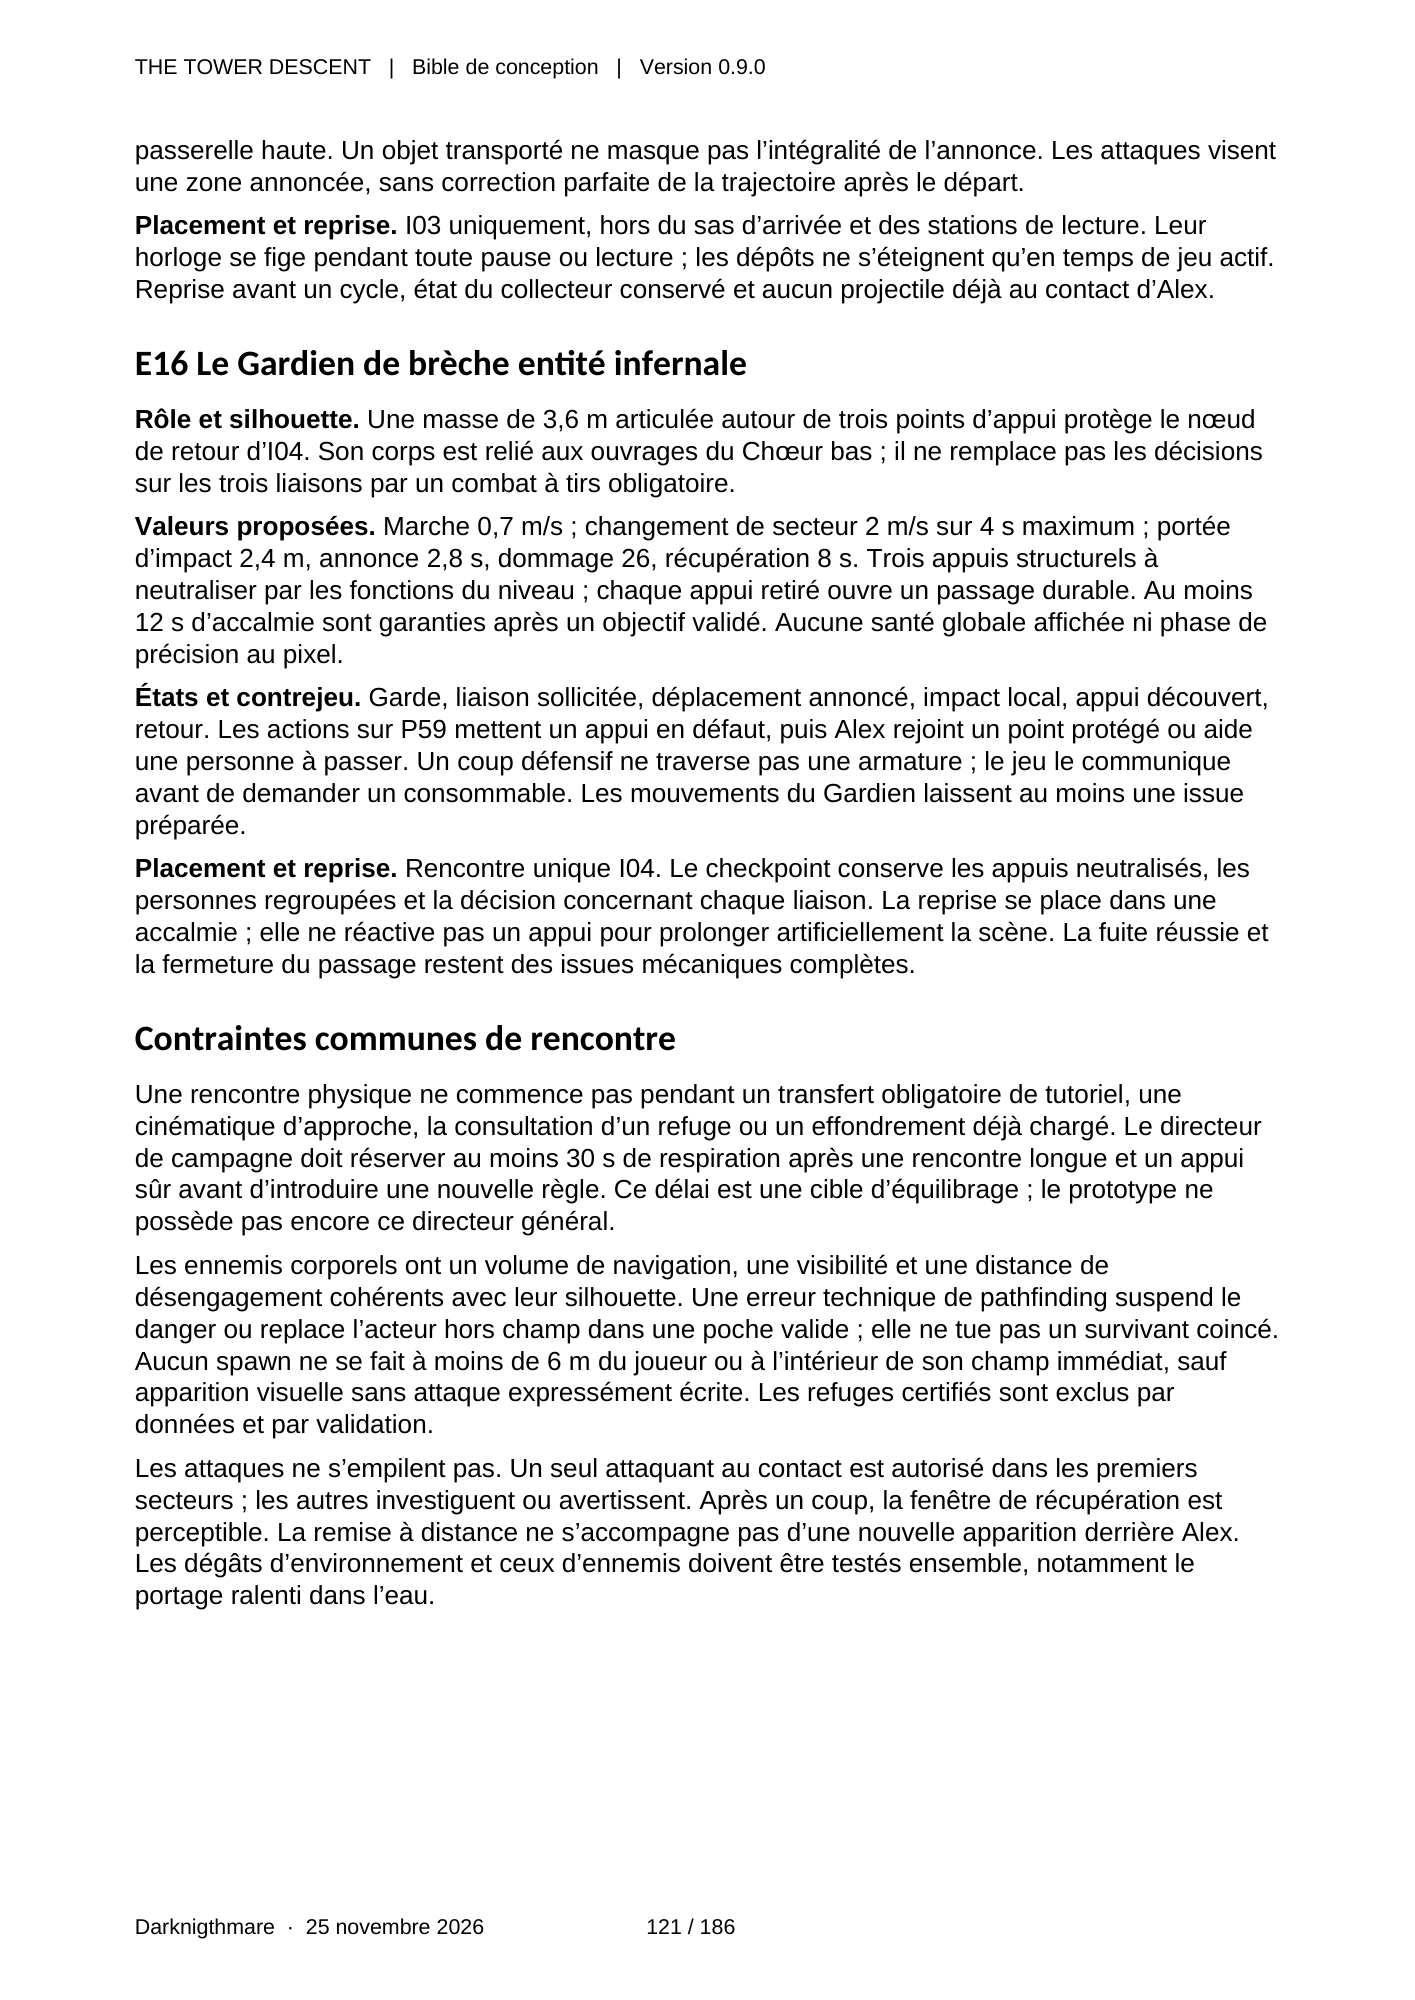 THE TOWER DESCENT | Bible de conception | Version 0.9.0
passerelle haute. Un objet transporté ne masque pas l’intégralité de l’annonce. Les attaques visent
une zone annoncée, sans correction parfaite de la trajectoire après le départ.
Placement et reprise. I03 uniquement, hors du sas d’arrivée et des stations de lecture. Leur
horloge se fige pendant toute pause ou lecture ; les dépôts ne s’éteignent qu’en temps de jeu actif.
Reprise avant un cycle, état du collecteur conservé et aucun projectile déjà au contact d’Alex.
E16 Le Gardien de brèche entité infernale
Rôle et silhouette. Une masse de 3,6 m articulée autour de trois points d’appui protège le nœud
de retour d’I04. Son corps est relié aux ouvrages du Chœur bas ; il ne remplace pas les décisions
sur les trois liaisons par un combat à tirs obligatoire.
Valeurs proposées. Marche 0,7 m/s ; changement de secteur 2 m/s sur 4 s maximum ; portée
d’impact 2,4 m, annonce 2,8 s, dommage 26, récupération 8 s. Trois appuis structurels à
neutraliser par les fonctions du niveau ; chaque appui retiré ouvre un passage durable. Au moins
12 s d’accalmie sont garanties après un objectif validé. Aucune santé globale affichée ni phase de
précision au pixel.
États et contrejeu. Garde, liaison sollicitée, déplacement annoncé, impact local, appui découvert,
retour. Les actions sur P59 mettent un appui en défaut, puis Alex rejoint un point protégé ou aide
une personne à passer. Un coup défensif ne traverse pas une armature ; le jeu le communique
avant de demander un consommable. Les mouvements du Gardien laissent au moins une issue
préparée.
Placement et reprise. Rencontre unique I04. Le checkpoint conserve les appuis neutralisés, les
personnes regroupées et la décision concernant chaque liaison. La reprise se place dans une
accalmie ; elle ne réactive pas un appui pour prolonger artificiellement la scène. La fuite réussie et
la fermeture du passage restent des issues mécaniques complètes.
Contraintes communes de rencontre
Une rencontre physique ne commence pas pendant un transfert obligatoire de tutoriel, une
cinématique d’approche, la consultation d’un refuge ou un effondrement déjà chargé. Le directeur
de campagne doit réserver au moins 30 s de respiration après une rencontre longue et un appui
sûr avant d’introduire une nouvelle règle. Ce délai est une cible d’équilibrage ; le prototype ne
possède pas encore ce directeur général.
Les ennemis corporels ont un volume de navigation, une visibilité et une distance de
désengagement cohérents avec leur silhouette. Une erreur technique de pathfinding suspend le
danger ou replace l’acteur hors champ dans une poche valide ; elle ne tue pas un survivant coincé.
Aucun spawn ne se fait à moins de 6 m du joueur ou à l’intérieur de son champ immédiat, sauf
apparition visuelle sans attaque expressément écrite. Les refuges certifiés sont exclus par
données et par validation.
Les attaques ne s’empilent pas. Un seul attaquant au contact est autorisé dans les premiers
secteurs ; les autres investiguent ou avertissent. Après un coup, la fenêtre de récupération est
perceptible. La remise à distance ne s’accompagne pas d’une nouvelle apparition derrière Alex.
Les dégâts d’environnement et ceux d’ennemis doivent être testés ensemble, notamment le
portage ralenti dans l’eau.
Darknigthmare · 25 novembre 2026 121 / 186